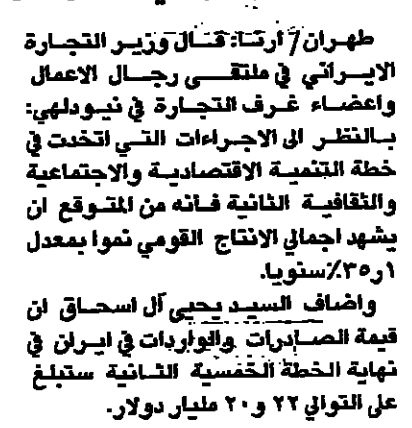 طهران/ارنا: قال وزير التجارة
الايراني في ملتقى رجال الاعمال
واعضاء غرف التجارة في نيودلهي:
بالنظر الى الاجراءات التي اتخدت في
خطة التنمية الاقتصادية والاجتماعية
والثقافية الثانية فأنه من المتوقع ان
يشهد اجمالي الانتاج القومي نموا بمعدل
١ر٣٥٪ سنويا.
واضاف السيد يحيى آل اسحاق ان
قيمة الصادرات والواردات في ايران في
نهاية الخطة الخمسية الثانية ستبلغ
على التوالي ٢٢ و ٢٠ مليار دولار.